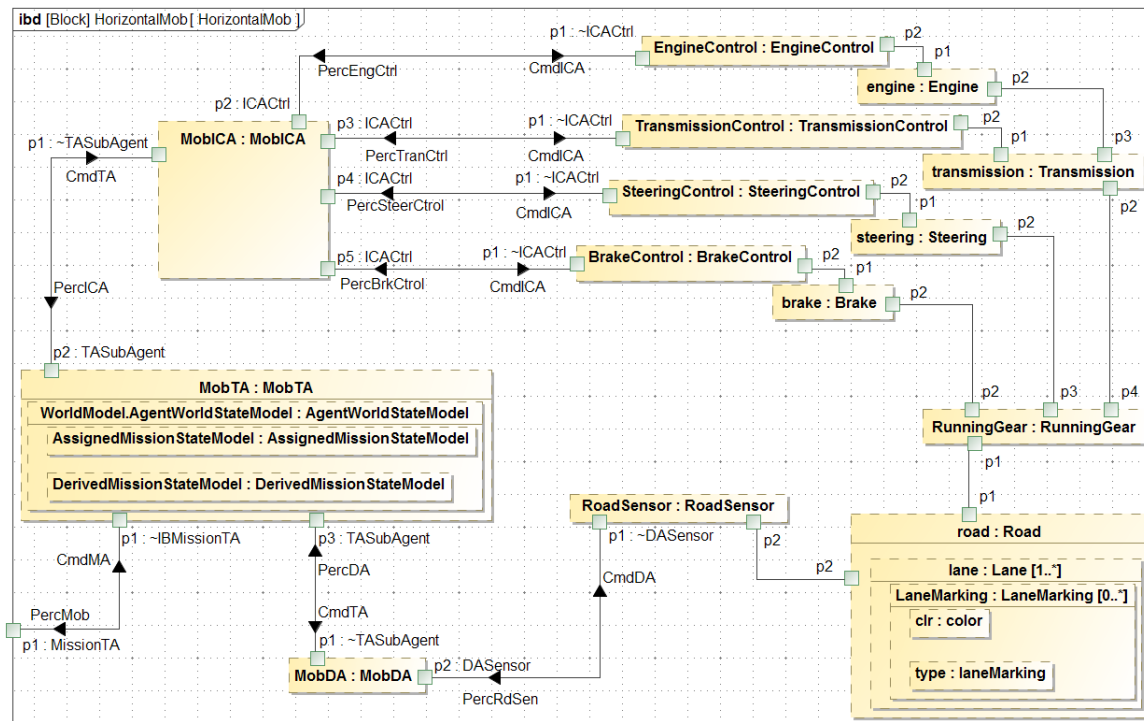 ibd [Block] HorizontalMob[ HorizontalMob ]
p1 : ~ICACtrl
EngineControl : EngineControl
p2
p1
PercEngCtrl
CmdICA
engine : Engine
p2
p2 : ICACtrl
MobICA : MobICA
p3 : ICACtrl
p1 : ~ICACtrl
TransmissionControl : TransmissionControl
p2
p1
p3
p1 : ~TASubAgent
CmdTA
PercTranCtrl
CmdICA
transmission : Transmission
p2
p4 : ICACtrl
p1 : ~ICACtrl
SteeringControl : SteeringControl
p2
p1
PercSteerCtrol
CmdICA
steering : Steering
p2
p5 : ICACtrl
p1 : ~ICACtrl
BrakeControl : BrakeControl
p2
p1
PercBrkCtrol
CmdICA
brake : Brake
p2
PercICA
p2 : TASubAgent
MobTA : MobTA
WorldModel.AgentWorldStateModel : AgentWorldStateModel
AssignedMissionStateModel : AssignedMissionStateModel
DerivedMissionStateModel : DerivedMissionStateModel
p2
p3
p4
RunningGear : RunningGear
p1
p1
RoadSensor : RoadSensor
p1 : ~DASensor
p2
p2
road : Road
lane : Lane [1..*]
LaneMarking : LaneMarking [0..*]
clr : color
type : laneMarking
p1 : ~IBMissionTA
p3 : TASubAgent
CmdMA
PercDA
CmdDA
PercMob
CmdTA
p1 : MissionTA
p1 : ~TASubAgent
MobDA : MobDA
p2 : DASensor
PercRdSen